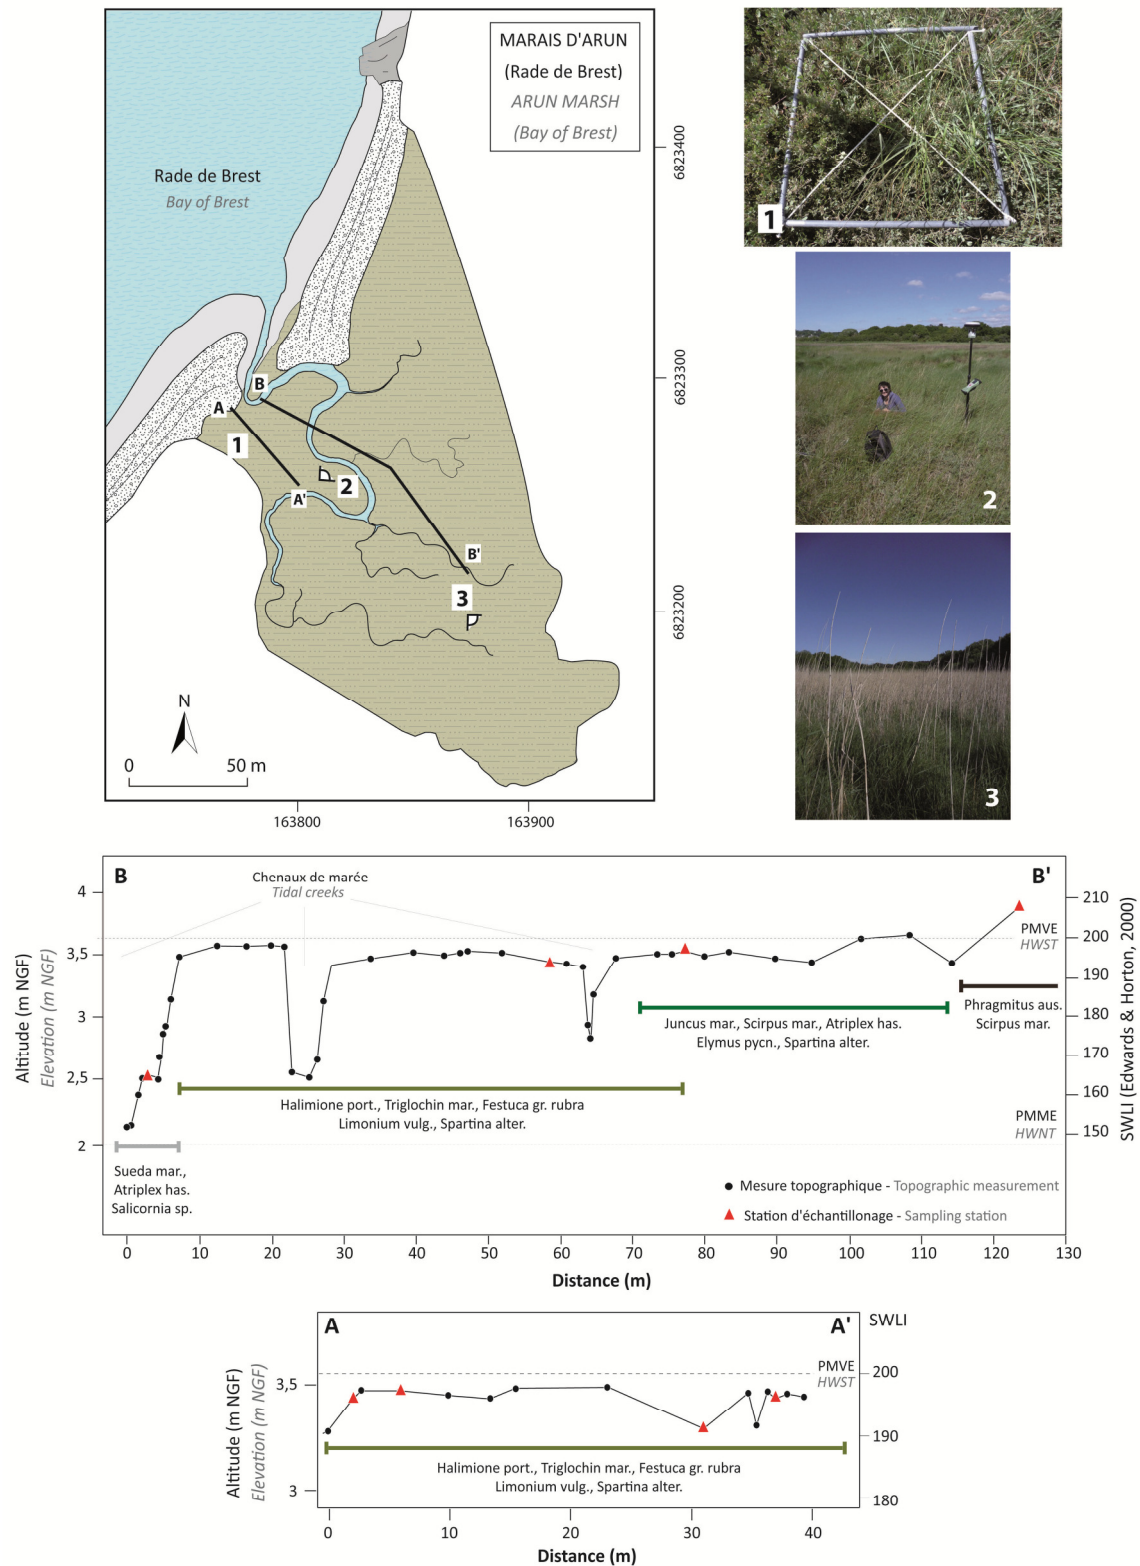 MARAIS D'ARUN
(Rade de Brest)
ARUN MARSH
(Bay of Brest)
Rade de Brest
Bay of Brest
6823400
6823300
6823200
A
B
1
A'
2
B'
3
N
0 50 m
163800 163900
1
2
3
B
Chenaux de marée
Tidal creeks
B'
4
3,5
3
2,5
2
Altitude (m NGF)
Elevation (m NGF)
210
200
190
180
170
160
150
SWLI (Edwards & Horton, 2000)
PMVE
HWST
Phragmitus aus.
Scirpus mar.
Juncus mar., Scirpus mar., Atriplex has.
Elymus pycn., Spartina alter.
Halimione port., Triglochin mar., Festuca gr. rubra
Limonium vulg., Spartina alter.
PMME
HWNT
Sueda mar.,
Atriplex has.
Salicornia sp.
Mesure topographique - Topographic measurement
Station d'échantillonage - Sampling station
0 10 20 30 40 50 60 70 80 90 100 110 120 130
Distance (m)
A
A'
SWLI
PMVE
HWST
200
190
180
3,5
3
Altitude (m NGF)
Elevation (m NGF)
Halimione port., Triglochin mar., Festuca gr. rubra
Limonium vulg., Spartina alter.
0 10 20 30 40
Distance (m)